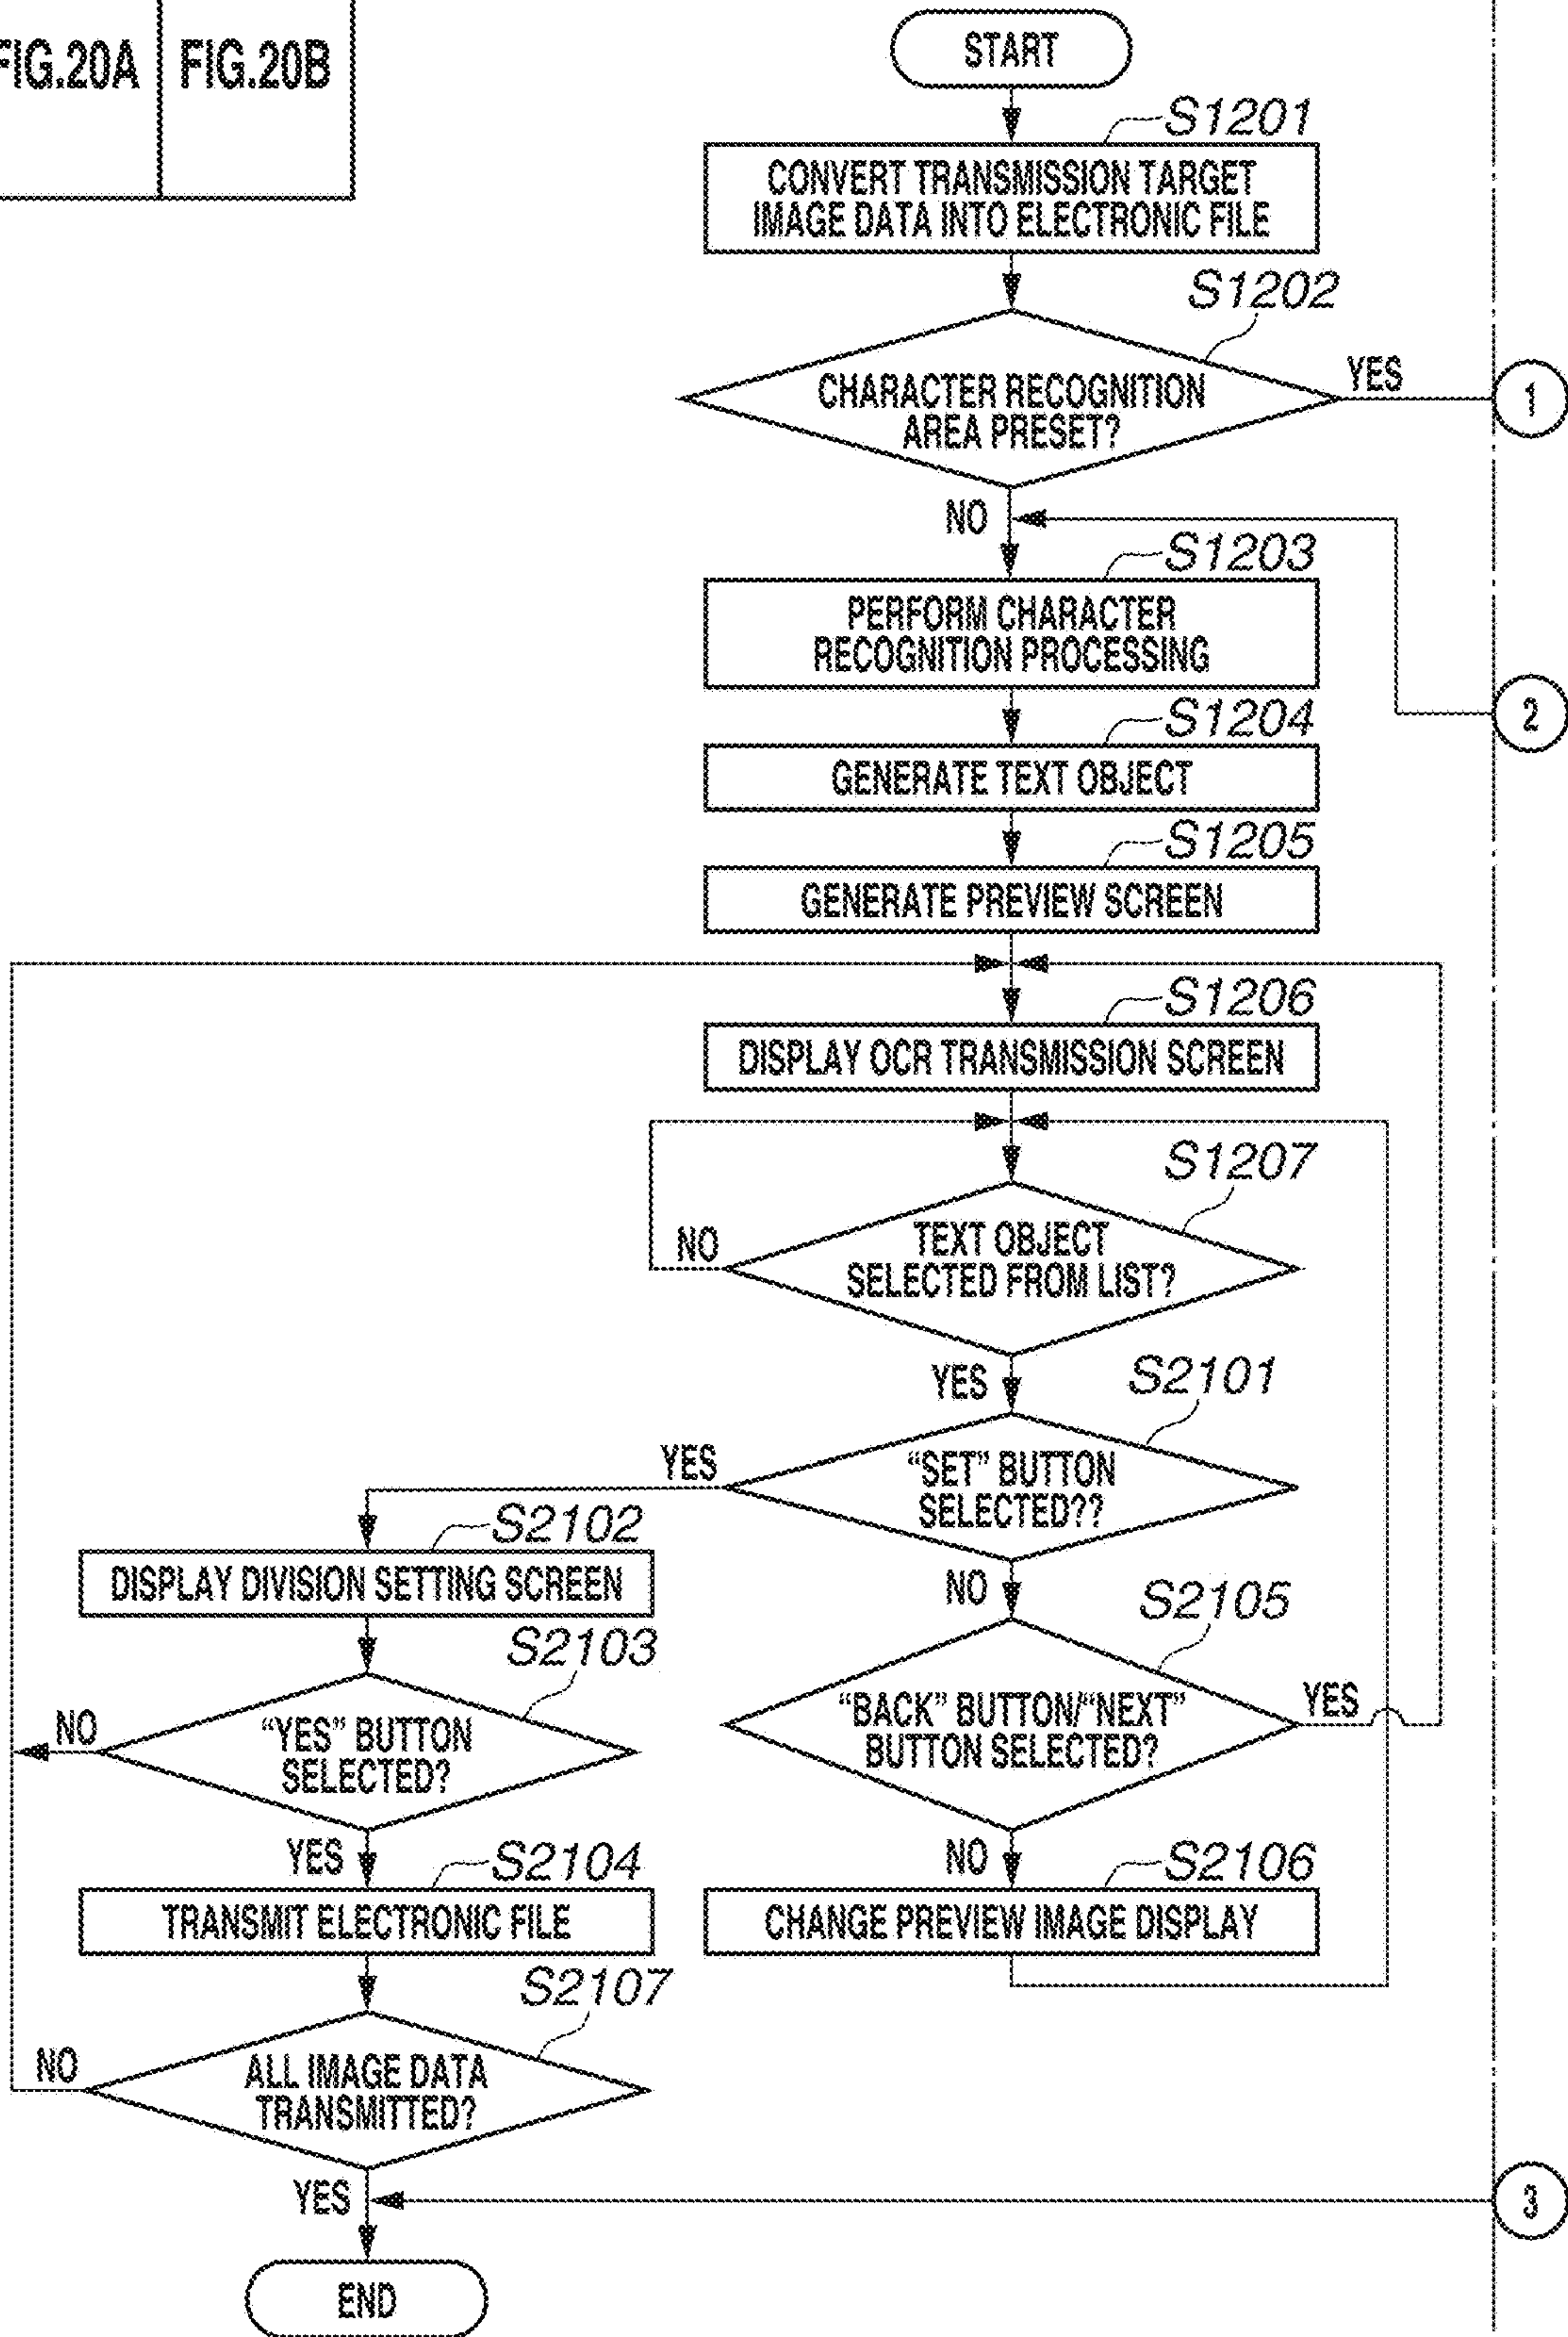 FIG.20A
FIG.20B
START
S1201
CONVERT TRANSMISSION TARGET
IMAGE DATA INTO ELECTRONIC FILE
S1202
CHARACTER RECOGNITION
AREA PRESET?
YES
1
NO
2
S1203
PERFORM CHARACTER
RECOGNITION PROCESSING
S1204
GENERATE TEXT OBJECT
S1205
GENERATE PREVIEW SCREEN
S1206
DISPLAY OCR TRANSMISSION SCREEN
S1207
TEXT OBJECT
SELECTED FROM LIST?
NO
YES
S2101
“SET” BUTTON
SELECTED??
YES
NO
S2102
DISPLAY DIVISION SETTING SCREEN
S2103
“YES” BUTTON
SELECTED?
NO
YES
S2105
“BACK” BUTTON/“NEXT”
BUTTON SELECTED?
YES
NO
S2104
TRANSMIT ELECTRONIC FILE
S2106
CHANGE PREVIEW IMAGE DISPLAY
S2107
ALL IMAGE DATA
TRANSMITTED?
NO
YES
3
END